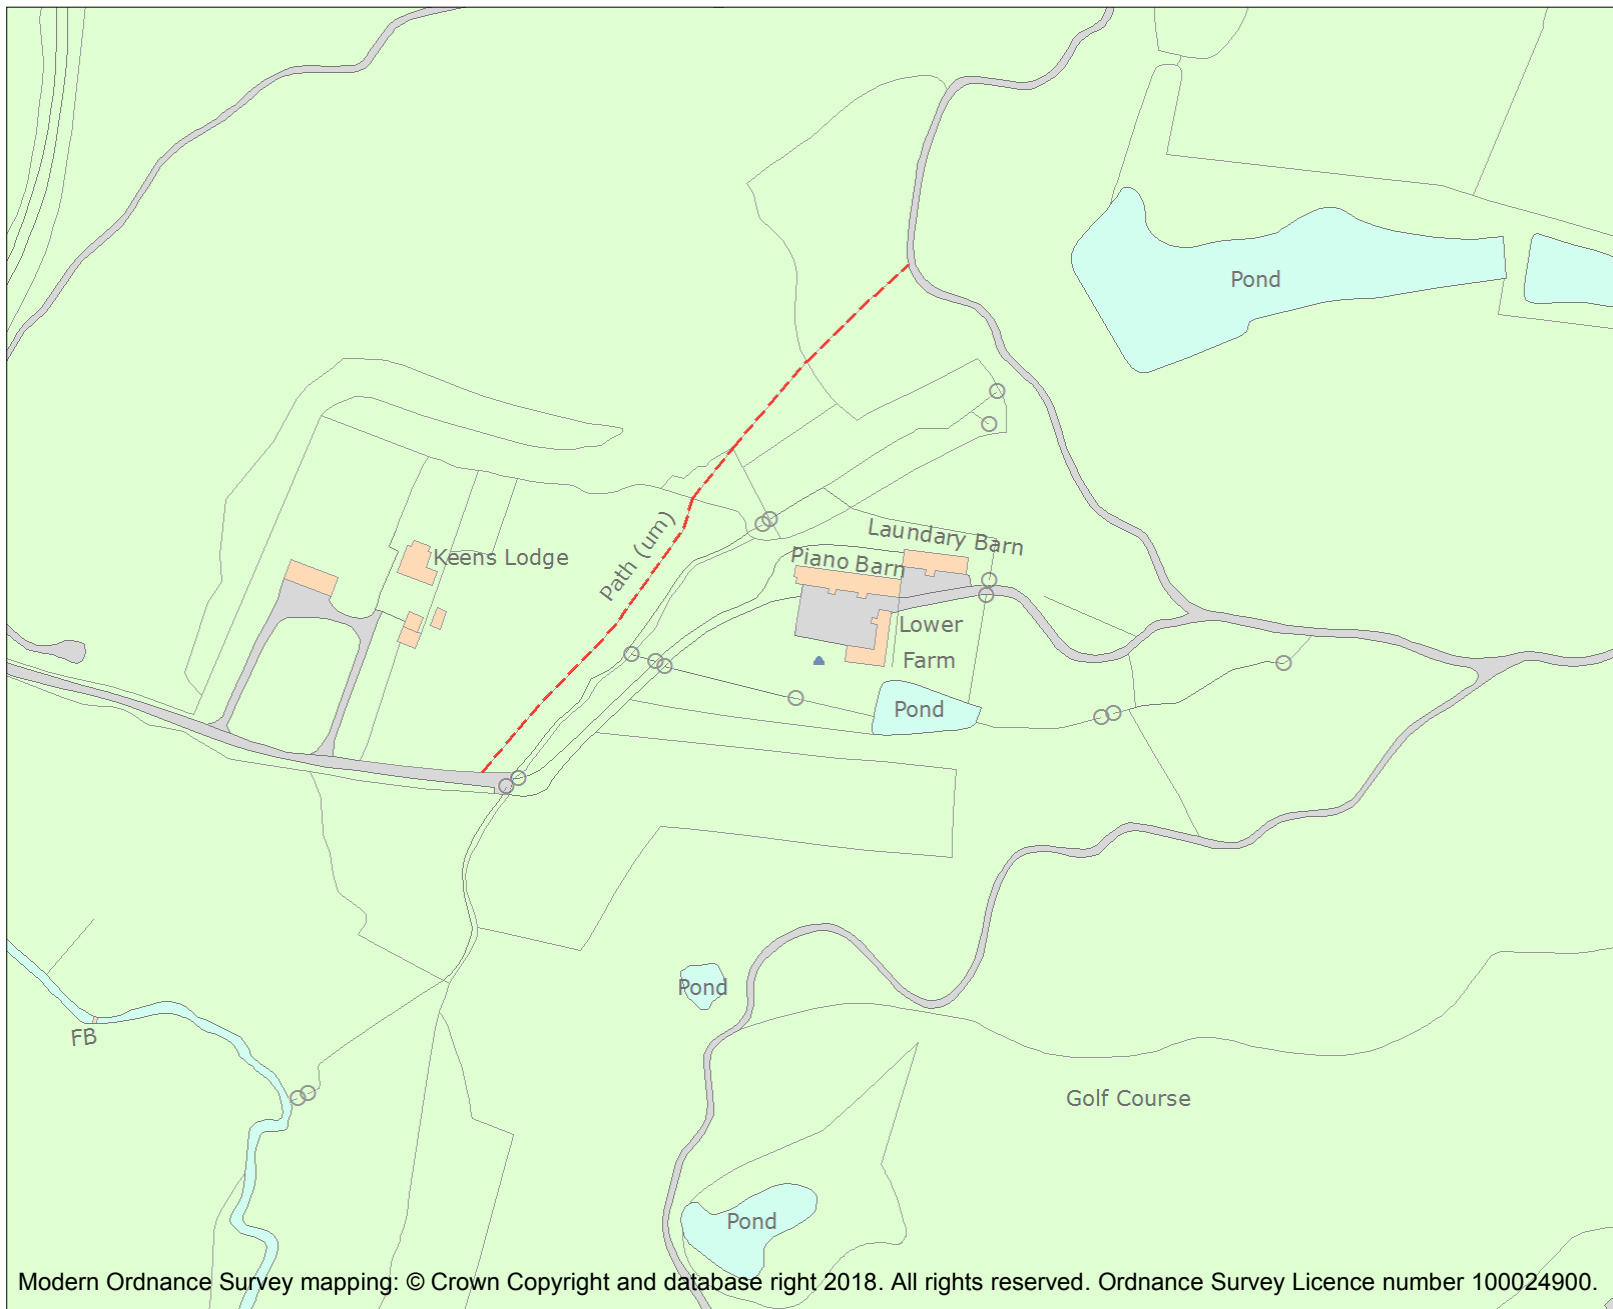 Pond
Path (um)
Keens Lodge
Laundary Barn
Piano Barn
Lower
Farm
Pond
Pond
FB
Golf Course
Pond
Modern Ordnance Survey mapping: © Crown Copyright and database right 2018. All rights reserved. Ordnance Survey Licence number 100024900.